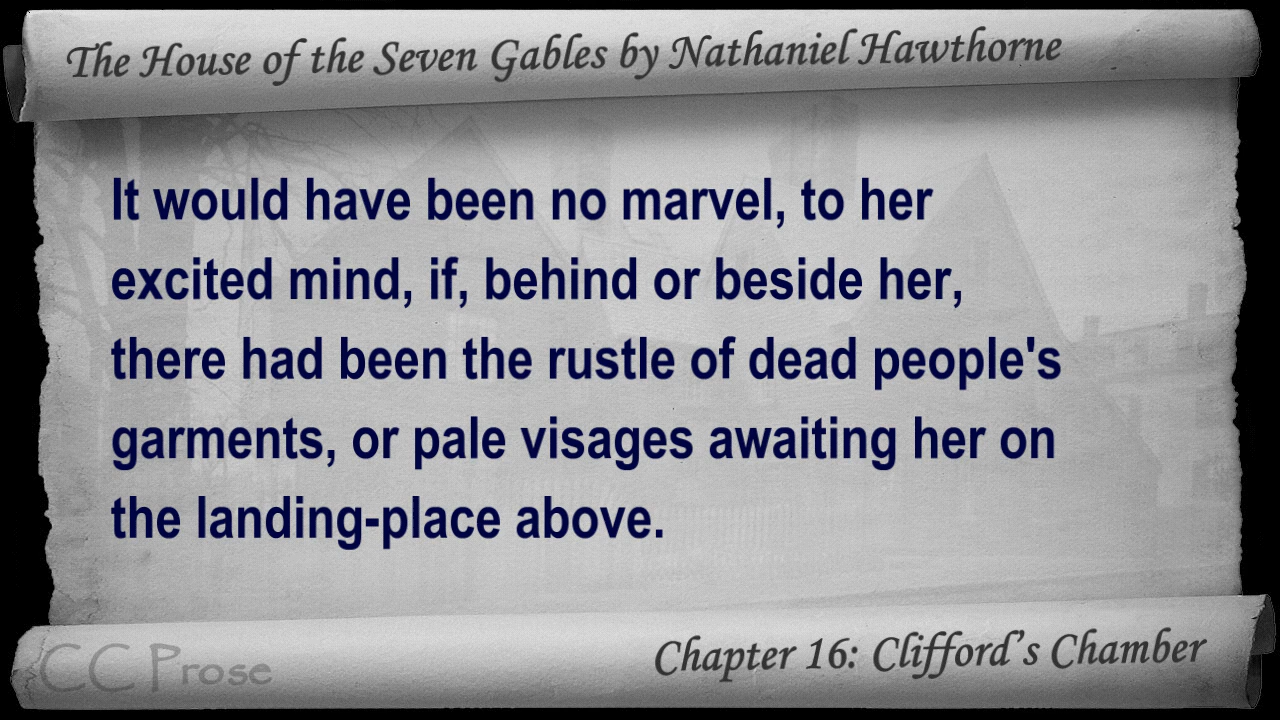 The House of the Seven Gables by Nathaniel Hawthorne
It would have been no marvel, to her
excited mind, if, behind or beside her,
there had been the rustle of dead people's
garments, or pale visages awaiting her on
the landing-place above.
Chapter 16: Clifford’s Chamber
CC Prose